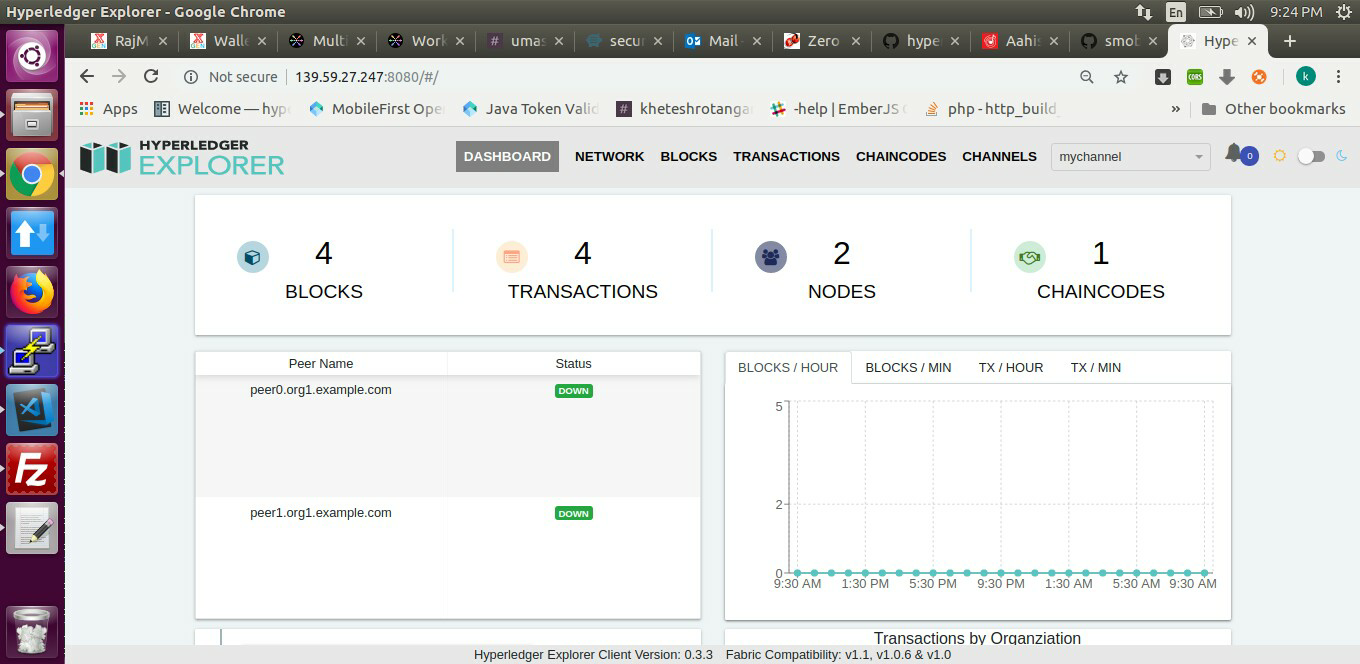 Hyperledger Explorer - Google Chrome
En
9:24 PM
RajM
Walle
Multi
Work
umas
secur
Mail -
Zero
hype
Aahis
smob
Hype
Not secure
139.59.27.247:8080/#/
CORS
k
Apps
Welcome — hype
MobileFirst Ope
Java Token Valid
kheteshrotanga
-help | EmberJS
php - http_build_
»
Other bookmarks
HYPERLEDGER
EXPLORER
DASHBOARD
NETWORK
BLOCKS
TRANSACTIONS
CHAINCODES
CHANNELS
mychannel
0
4
BLOCKS
4
TRANSACTIONS
2
NODES
1
CHAINCODES
Peer Name
Status
peer0.org1.example.com
DOWN
peer1.org1.example.com
DOWN
BLOCKS / HOUR
BLOCKS / MIN
TX / HOUR
TX / MIN
5
2
0
9:30 AM
1:30 PM
5:30 PM
9:30 PM
1:30 AM
5:30 AM
9:30 AM
Transactions by Organziation
Hyperledger Explorer Client Version: 0.3.3
Fabric Compatibility: v1.1, v1.0.6 & v1.0